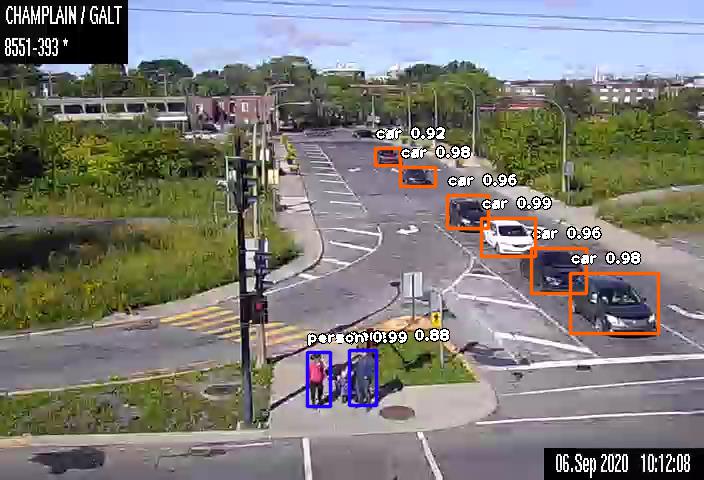 CHAMPLAIN / GALT
8551-393 *
car 0.92
car 0.98
car 0.96
car 0.99
car 0.96
car 0.98
person 0.99
0.88
06.Sep 2020 10:12:08